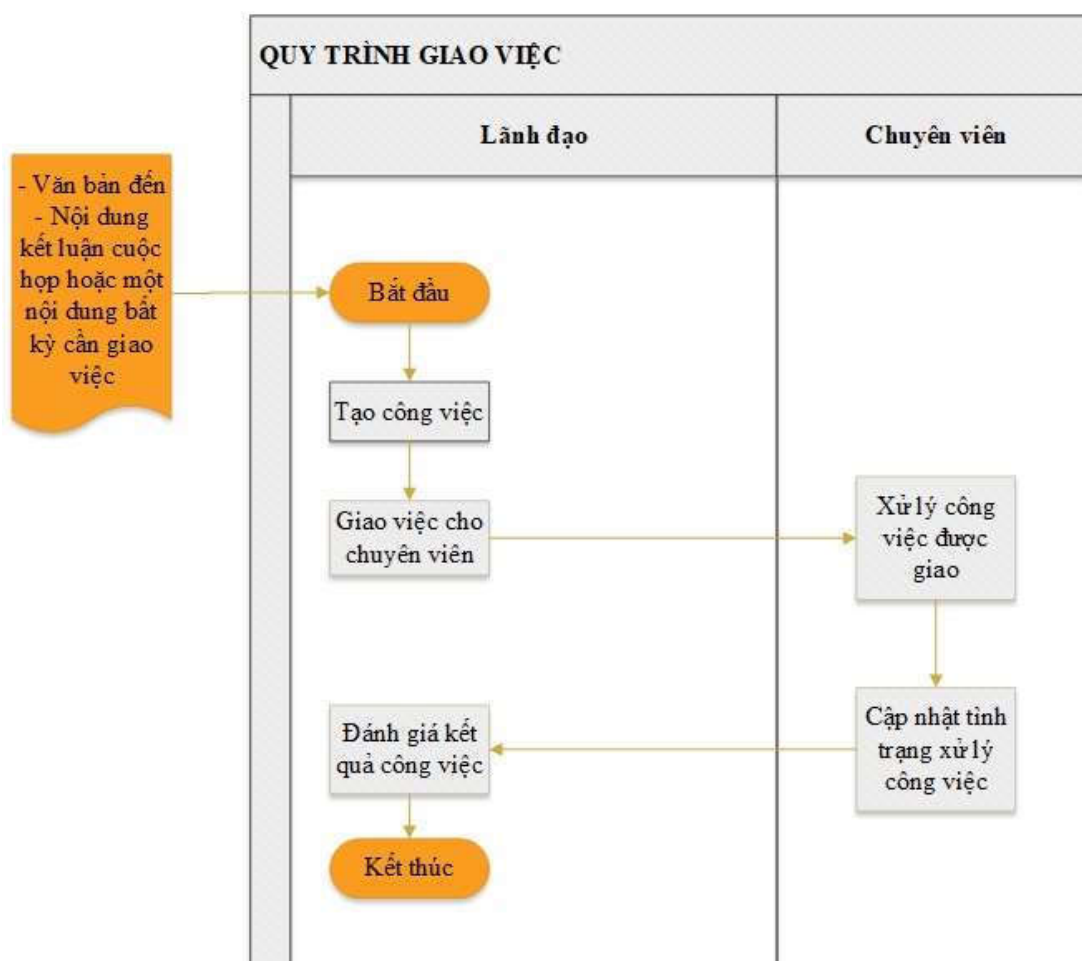 QUY TRÌNH GIAO VIỆC
Lãnh đạo
Chuyên viên
- Văn bản đến
- Nội dung
kết luận cuộc
họp hoặc một
nội dung bất
kỳ cần giao
việc
Bắt đầu
Tạo công việc
Giao việc cho
chuyên viên
Xử lý công
việc được
giao
Cập nhật tình
trạng xử lý
công việc
Đánh giá kết
quả công việc
Kết thúc